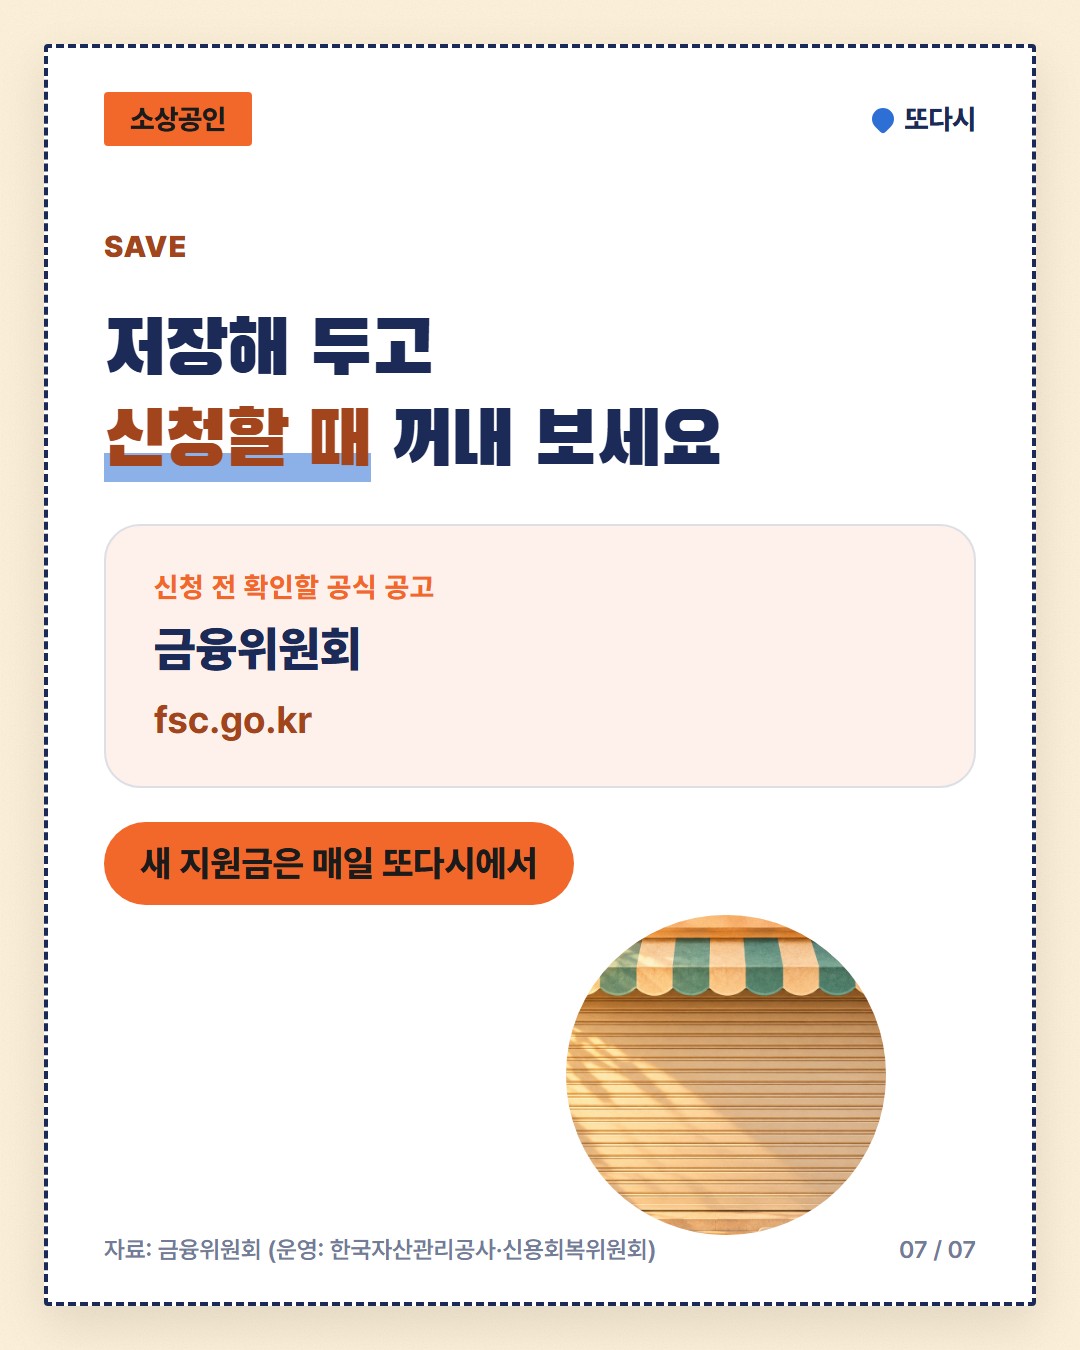 소상공인
또다시
SAVE
저장해 두고
신청할 때 꺼내 보세요
신청 전 확인할 공식 공고
금융위원회
fsc.go.kr
새 지원금은 매일 또다시에서
자료: 금융위원회 (운영: 한국자산관리공사·신용회복위원회)
07 / 07